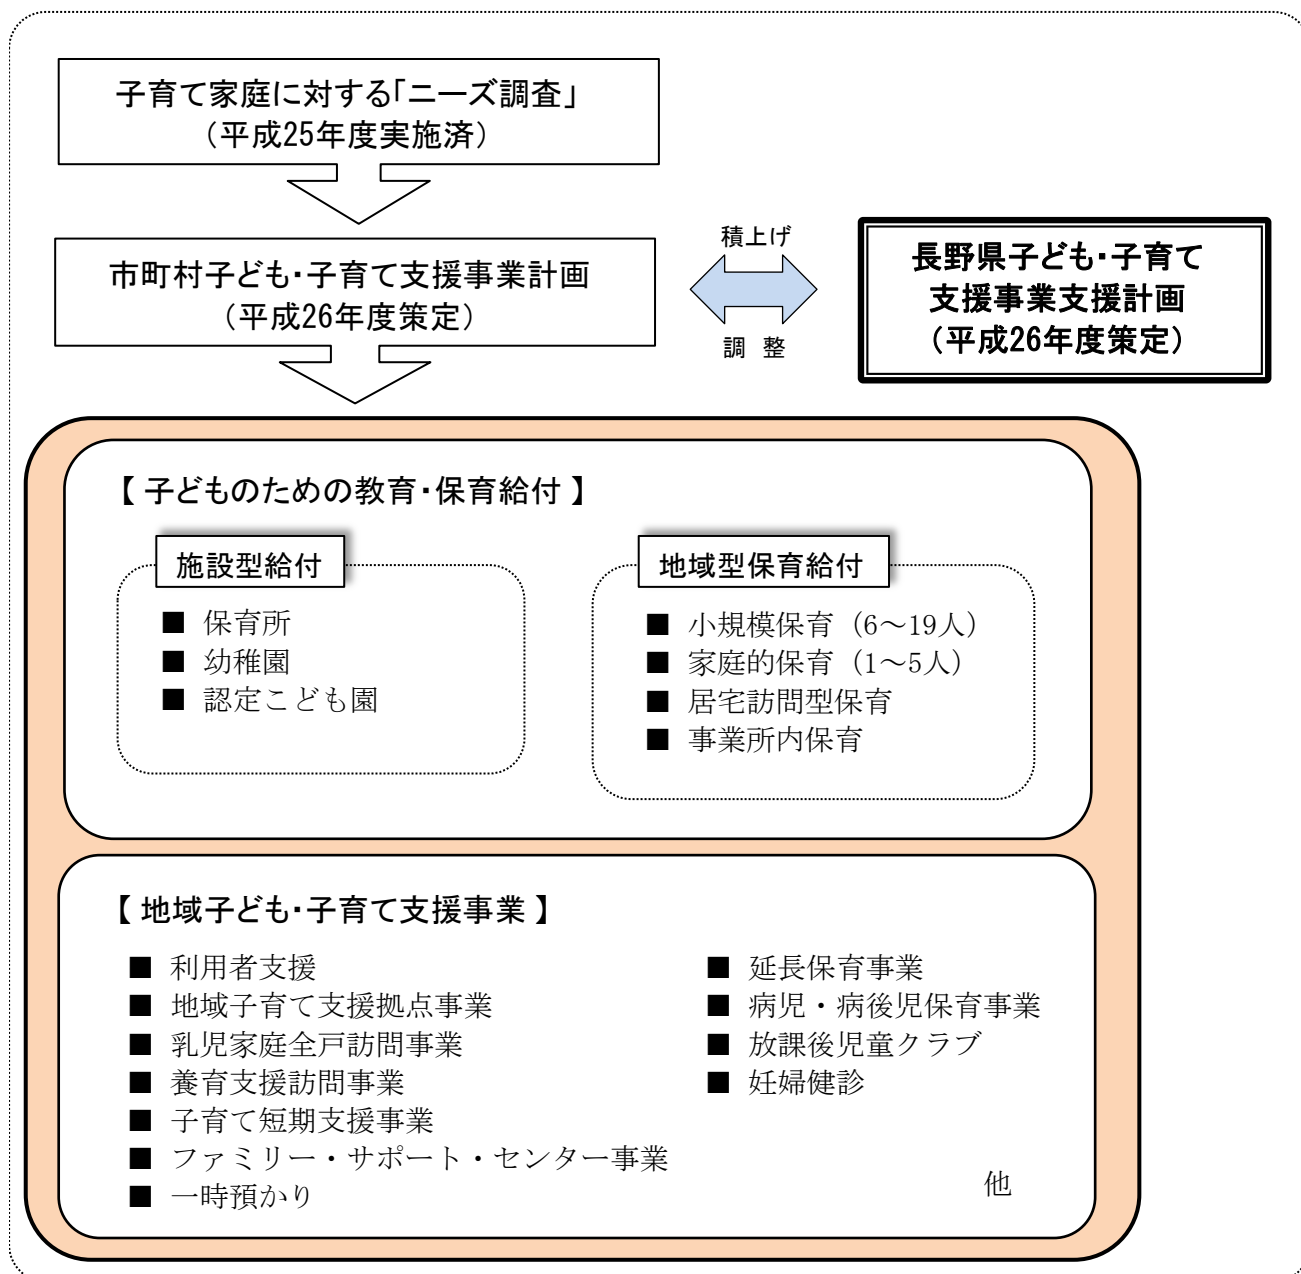 子育て家庭に対する「ニーズ調査」
（平成25年度実施済）
市町村子ども・子育て支援事業計画
（平成26年度策定）
積上げ
調　整
長野県子ども・子育て
支援事業支援計画
（平成26年度策定）
【 子どものための教育・保育給付 】
施設型給付
■ 保育所
■ 幼稚園
■ 認定こども園
地域型保育給付
■ 小規模保育（6～19人）
■ 家庭的保育（1～5人）
■ 居宅訪問型保育
■ 事業所内保育
【 地域子ども・子育て支援事業 】
■ 利用者支援
■ 地域子育て支援拠点事業
■ 乳児家庭全戸訪問事業
■ 養育支援訪問事業
■ 子育て短期支援事業
■ ファミリー・サポート・センター事業
■ 一時預かり
■ 延長保育事業
■ 病児・病後児保育事業
■ 放課後児童クラブ
■ 妊婦健診
他